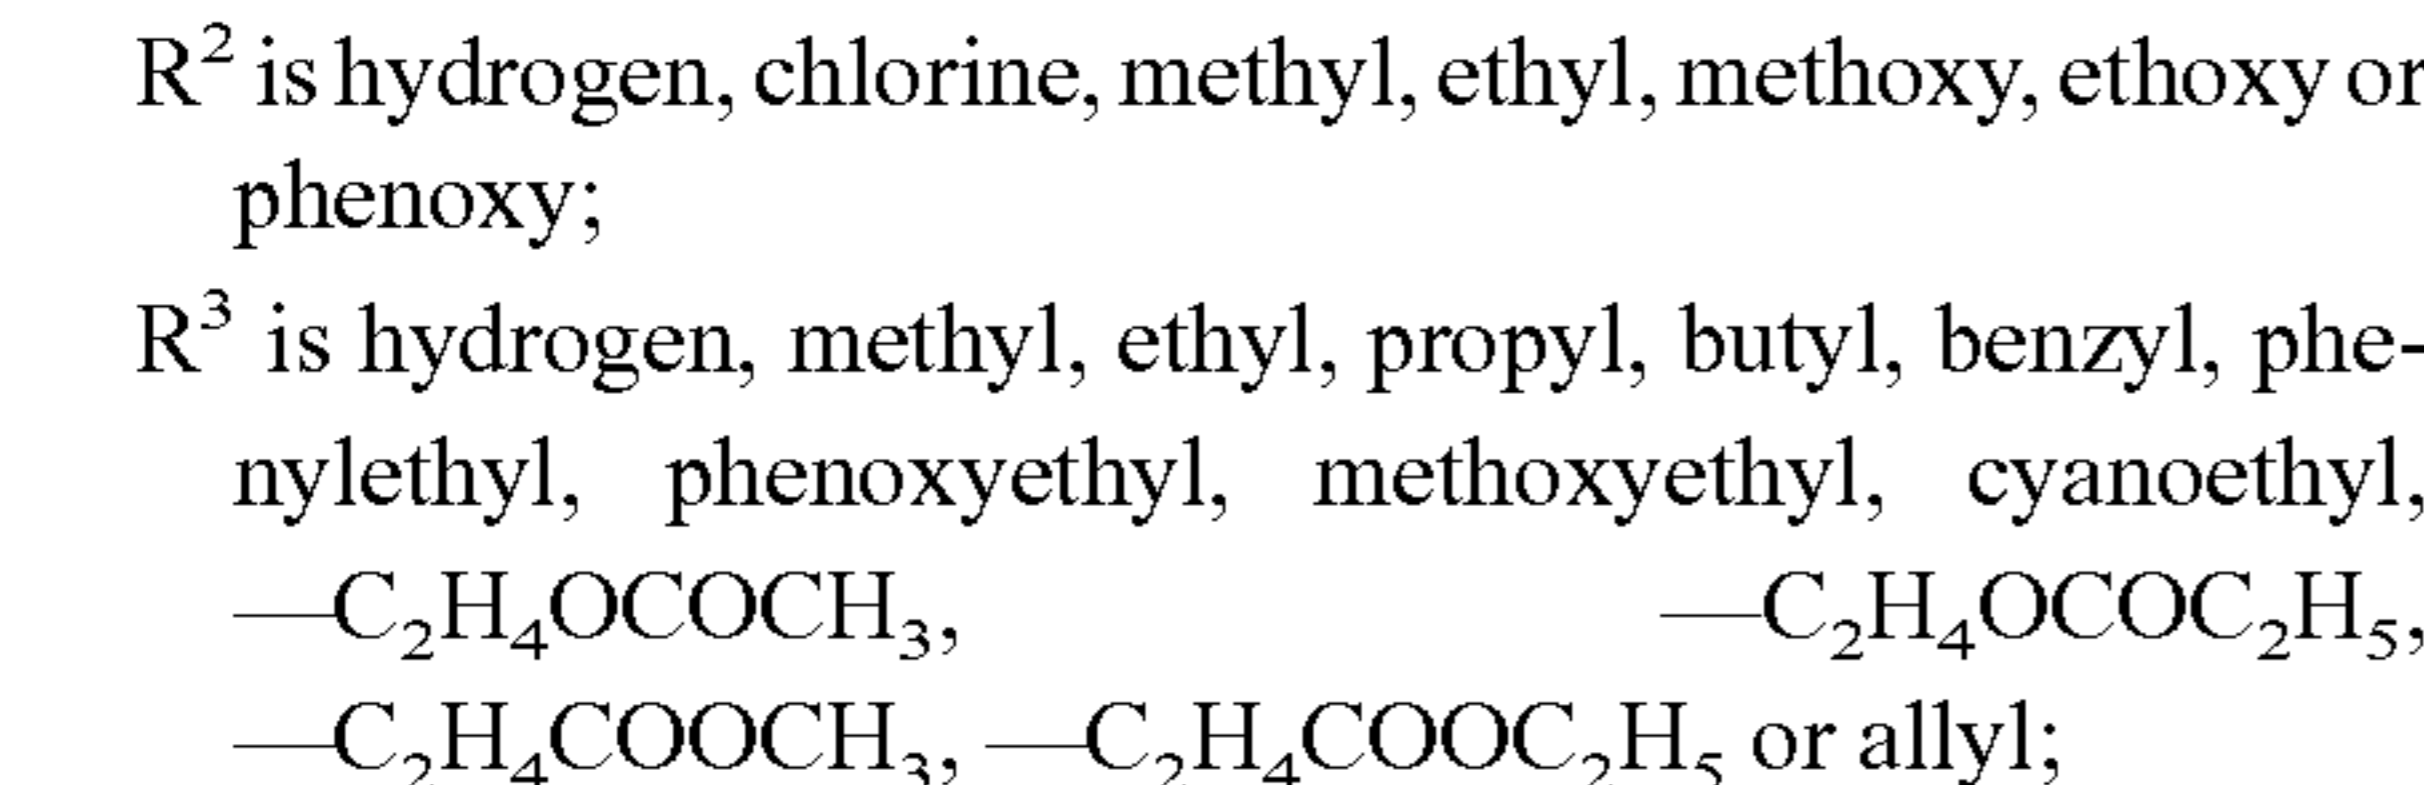 R² is hydrogen, chlorine, methyl, ethyl, methoxy, ethoxy or
phenoxy;
R³ is hydrogen, methyl, ethyl, propyl, butyl, benzyl, phe-
nylethyl, phenoxyethyl, methoxyethyl, cyanoethyl,
—C₂H₄OCOCH₃, —C₂H₄OCOC₂H₅,
—C₂H₄COOCH₃, —C₂H₄COOC₂H₅ or allyl;